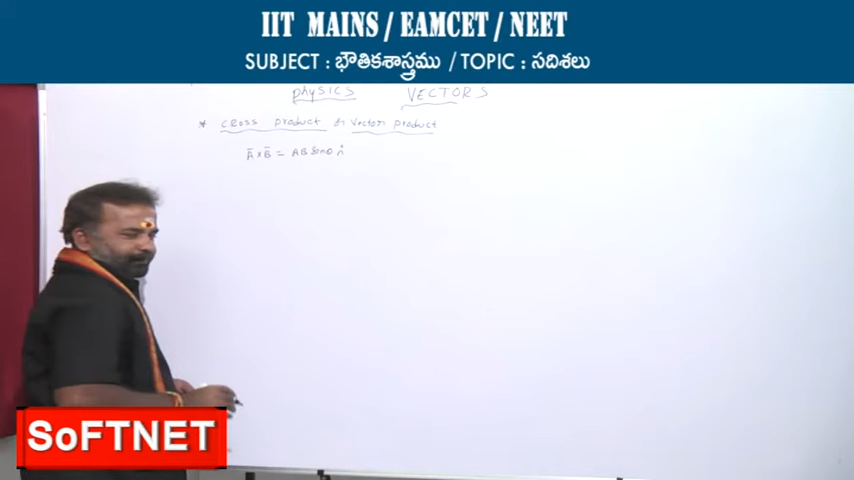 IIT MAINS / EAMCET / NEET
SUBJECT : భౌతికశాస్త్రము / TOPIC : సదిశలు
physics VECTORS
* cross product or vector product
A̅ x B̅ = AB sinθ n̂
SoFTNET